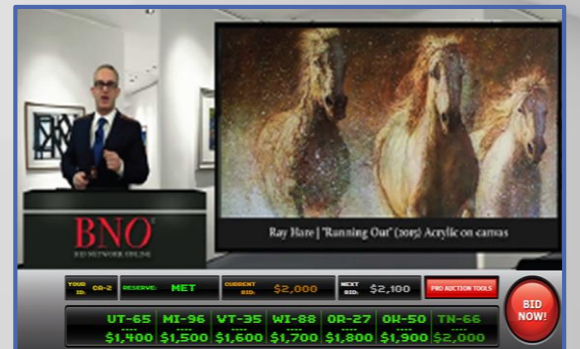 Ray Hare | "Running Out" (2015) Acrylic on canvas
BNO
BID NETWORK ONLINE
YOUR ID: CA-2
RESERVE: MET
CURRENT BID: $2,000
NEXT BID: $2,100
PRO AUCTION TOOLS
BID NOW!
UT-65 MI-96 VT-35 WI-88 OR-27 OH-50 TN-66
$1,400 $1,500 $1,600 $1,700 $1,800 $1,900 $2,000